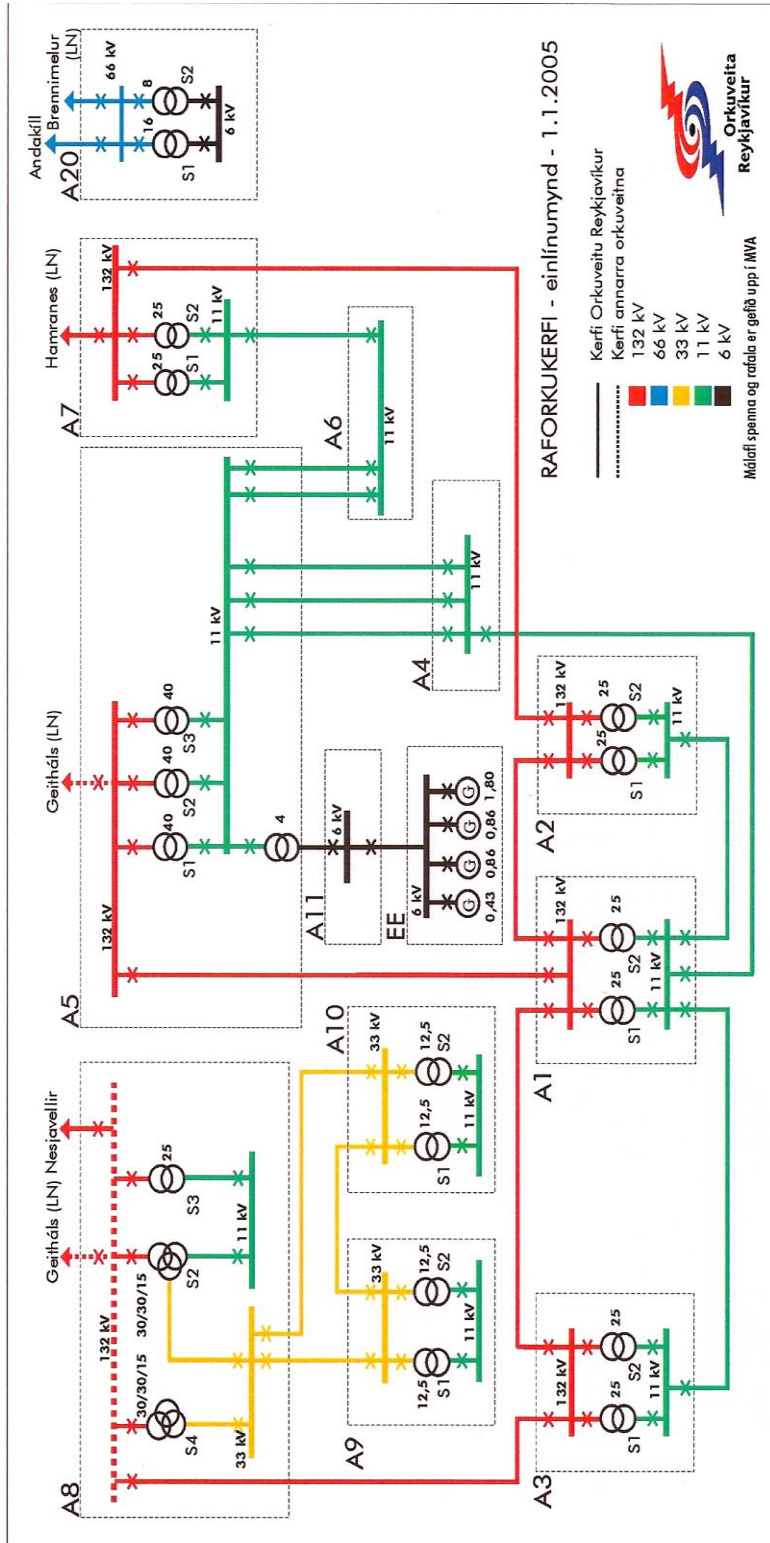 Geitháls (LN)
Nesjavellir
A8
132 kV
30/30/15
30/30/15
25
S4
S2
S3
33 kV
11 kV
A9
33 kV
12,5
12,5
S1
S2
11 kV
A10
33 kV
12,5
12,5
S1
S2
11 kV
A3
132 kV
25
25
S1
S2
11 kV
Geitháls (LN)
A5
132 kV
40
40
40
S1
S2
S3
11 kV
4
A11
6 kV
EE
6 kV
G
G
G
G
0,43
0,86
0,86
1,80
A1
132 kV
25
25
S1
S2
11 kV
A2
132 kV
25
25
S1
S2
11 kV
A4
11 kV
A6
11 kV
Hamranes (LN)
A7
132 kV
25
25
S1
S2
11 kV
Andakíll
Brennimelur
(LN)
A20
66 kV
16
8
S1
S2
6 kV
RAFORKUKERFI - einlínumynd - 1.1.2005
Kerfi Orkuveitu Reykjavíkur
Kerfi annarra orkuveitna
132 kV
66 kV
33 kV
11 kV
6 kV
Málafl spenna og rafala er gefið upp í MVA
Orkuveita
Reykjavíkur